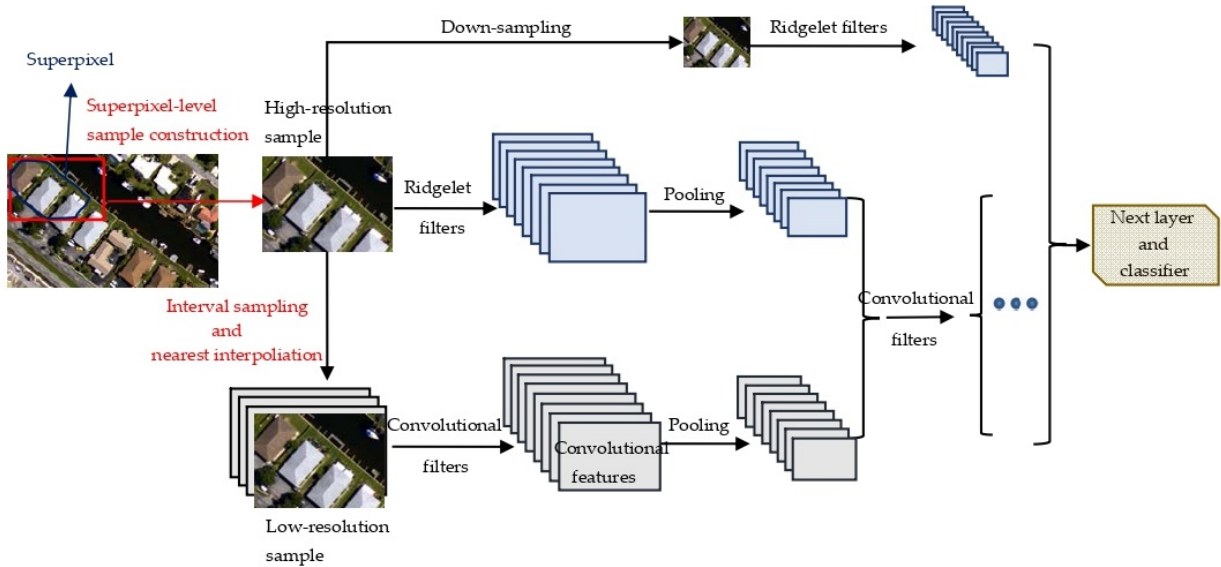 Down-sampling
Ridgelet filters
Superpixel
Superpixel-level
sample construction
High-resolution
sample
Ridgelet
filters
Pooling
Next layer
and
classifier
Interval sampling
and
nearest interpoliation
Convolutional
filters
Convolutional
filters
Convolutional
features
Pooling
Low-resolution
sample